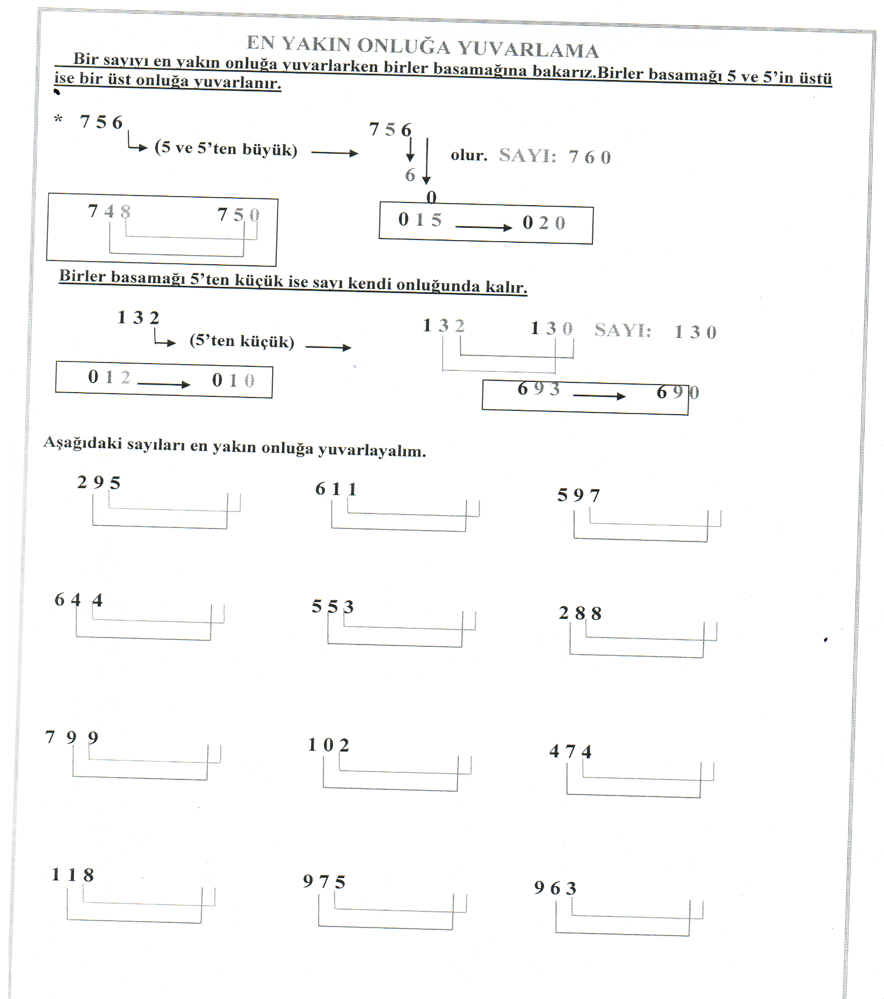 EN YAKIN ONLUĞA YUVARLAMA
Bir sayıyı en yakın onluğa yuvarlarken birler basamağına bakarız.Birler basamağı 5 ve 5’in üstü
ise bir üst onluğa yuvarlanır.
* 7 5 6 7 5 6
(5 ve 5’ten büyük) olur. SAYI: 7 6 0
6
0
7 4 8 7 5 0 0 1 5 0 2 0
Birler basamağı 5’ten küçük ise sayı kendi onluğunda kalır.
1 3 2 1 3 2 1 3 0 SAYI: 1 3 0
(5’ten küçük)
0 1 2 0 1 0 6 9 3 6 9 0
Aşağıdaki sayıları en yakın onluğa yuvarlayalım.
2 9 5 6 1 1 5 9 7
6 4 4 5 5 3 2 8 8
7 9 9 1 0 2 4 7 4
1 1 8 9 7 5 9 6 3